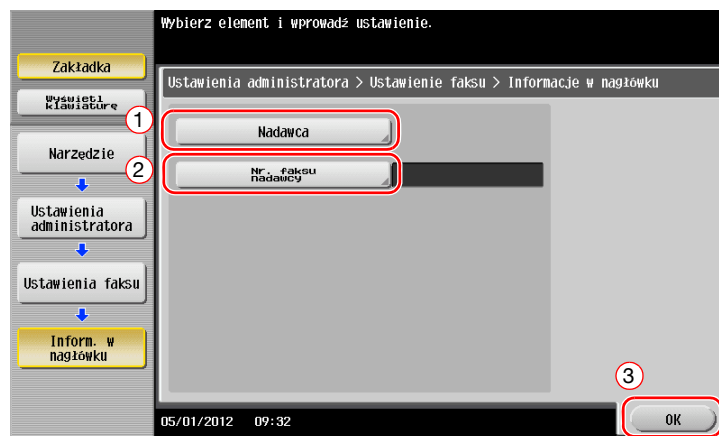 Wybierz element i wprowadź ustawienie.
Zakładka
Wyświetl
klawiaturę
Ustawienia administratora > Ustawienie faksu > Informacje w nagłówku
1
Nadawca
Narzędzie
2
Nr. faksu
nadawcy
Ustawienia
administratora
Ustawienia faksu
Inform. w
nagłówku
3
05/01/2012 09:32
OK